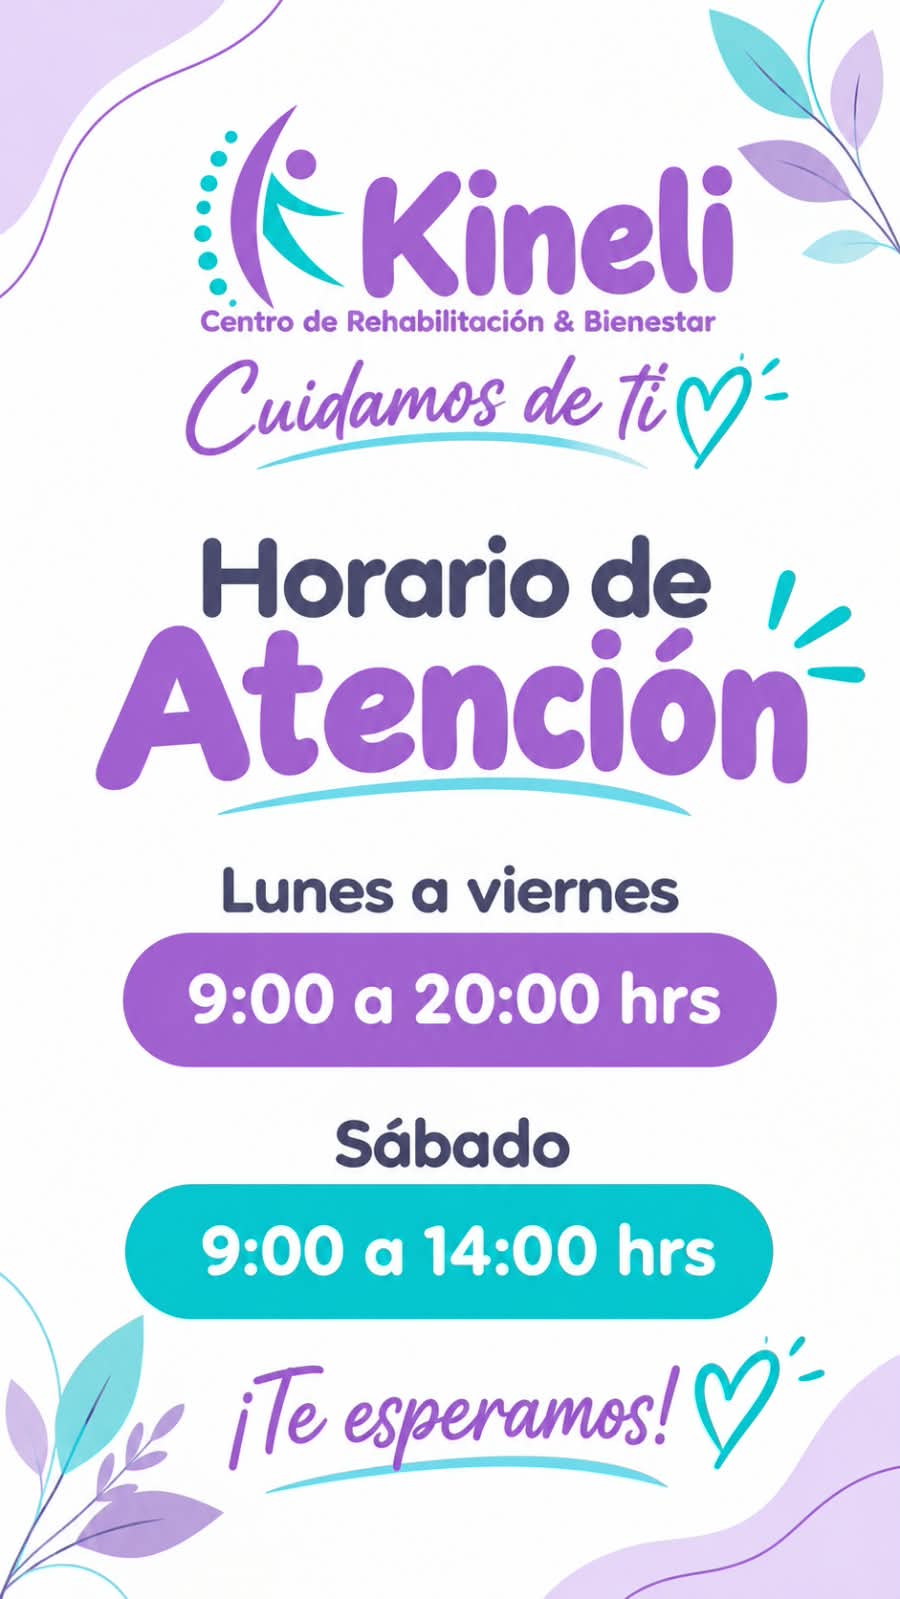 Kineli
Centro de Rehabilitación & Bienestar
Cuidamos de ti
Horario de
Atención
Lunes a viernes
9:00 a 20:00 hrs
Sábado
9:00 a 14:00 hrs
¡Te esperamos!